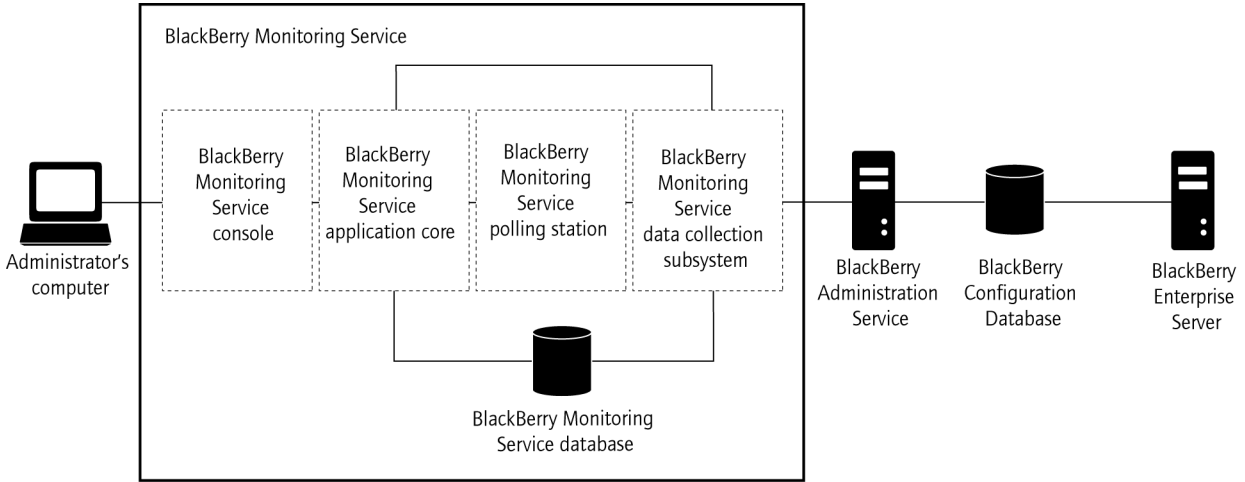 BlackBerry Monitoring Service
BlackBerry
Monitoring
Service
console
BlackBerry
Monitoring
Service
application core
BlackBerry
Monitoring
Service
polling station
BlackBerry
Monitoring
Service
data collection
subsystem
Administrator's
computer
BlackBerry
Administration
Service
BlackBerry
Configuration
Database
BlackBerry
Enterprise
Server
BlackBerry Monitoring
Service database